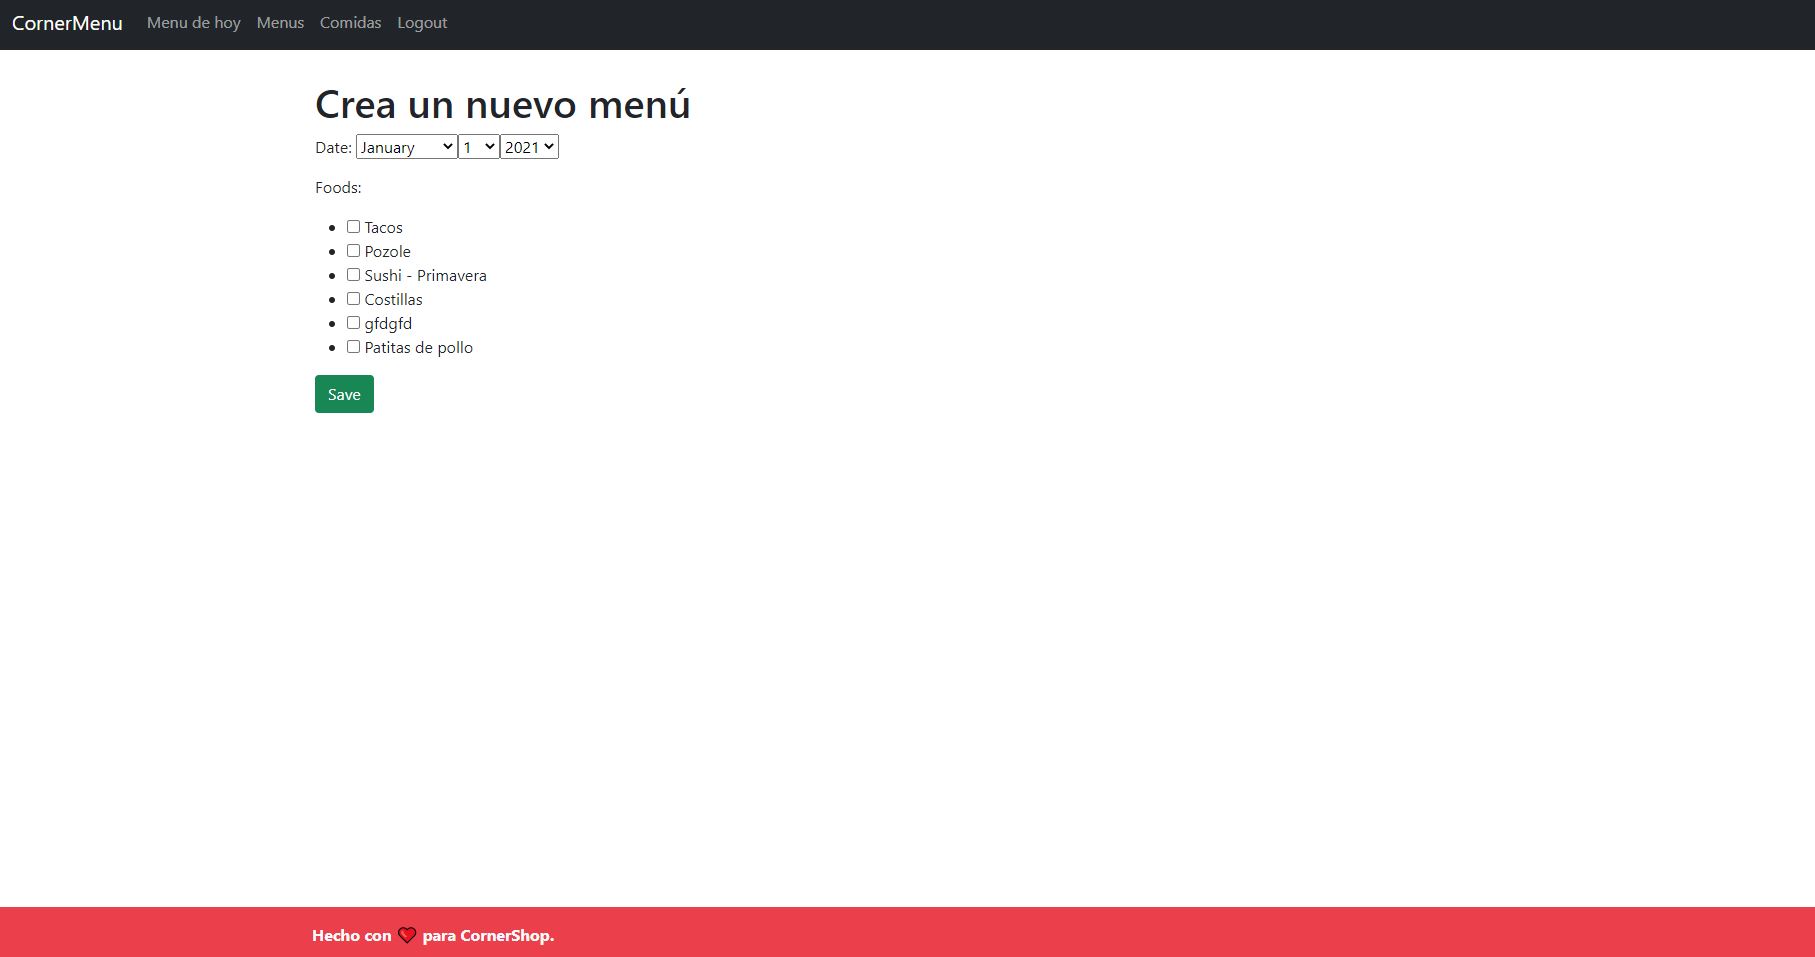 CornerMenu Menu de hoy Menus Comidas Logout
Crea un nuevo menú
Date: January 1 2021
Foods:
Tacos
Pozole
Sushi - Primavera
Costillas
gfdgfd
Patitas de pollo
Save
Hecho con ❤ para CornerShop.